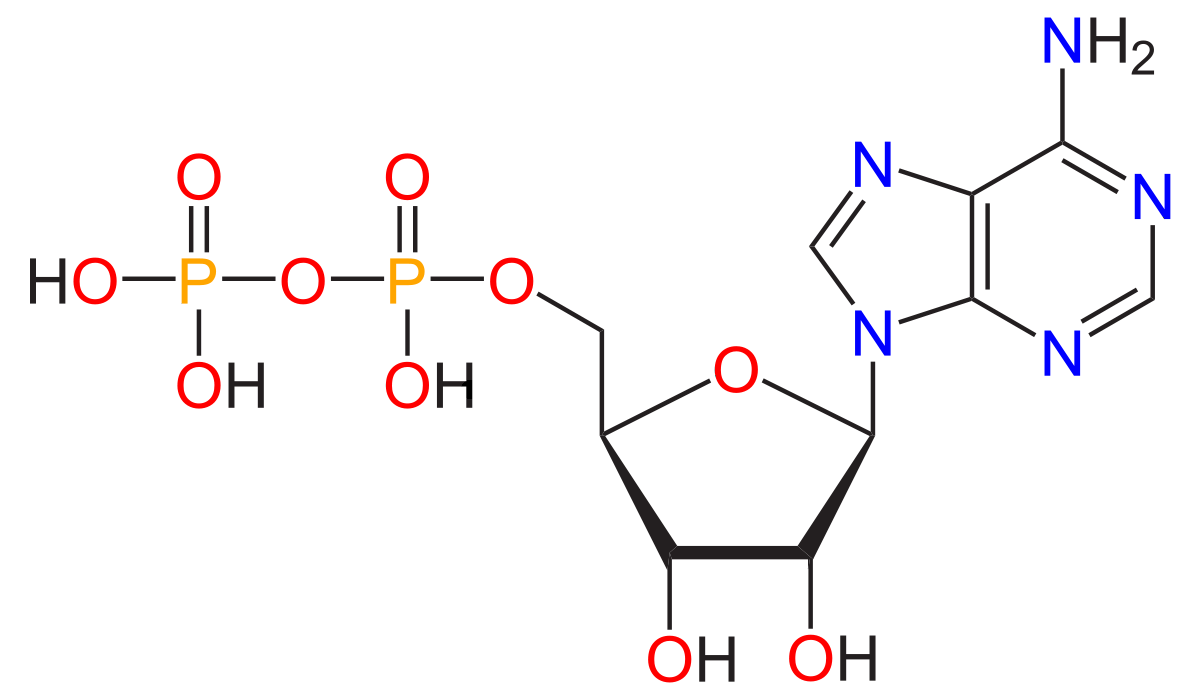 NH₂
O O N N
HO P O P O
N N
OH OH O
OH OH